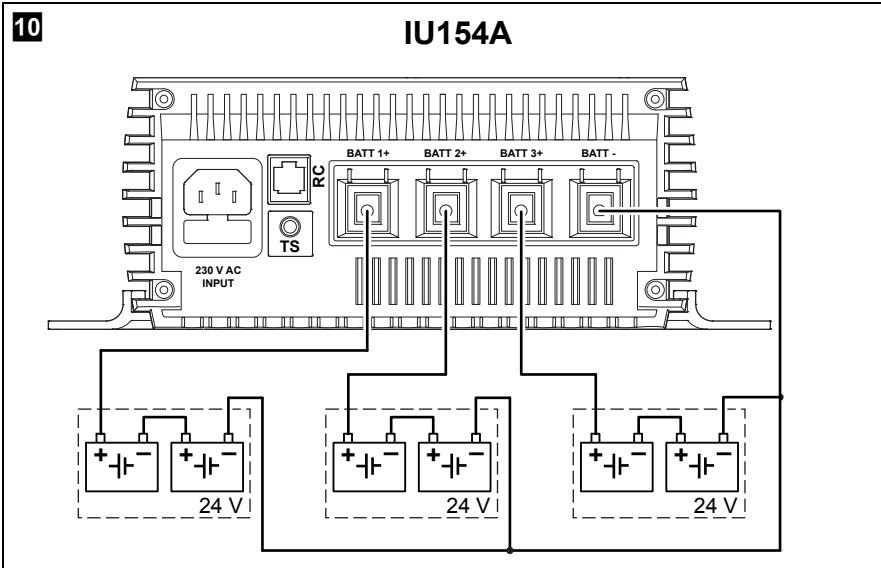 10
IU154A
BATT 1+ BATT 2+ BATT 3+ BATT -
RC
TS
230 V AC
INPUT
+ − + − + − + − + − + −
24 V 24 V 24 V